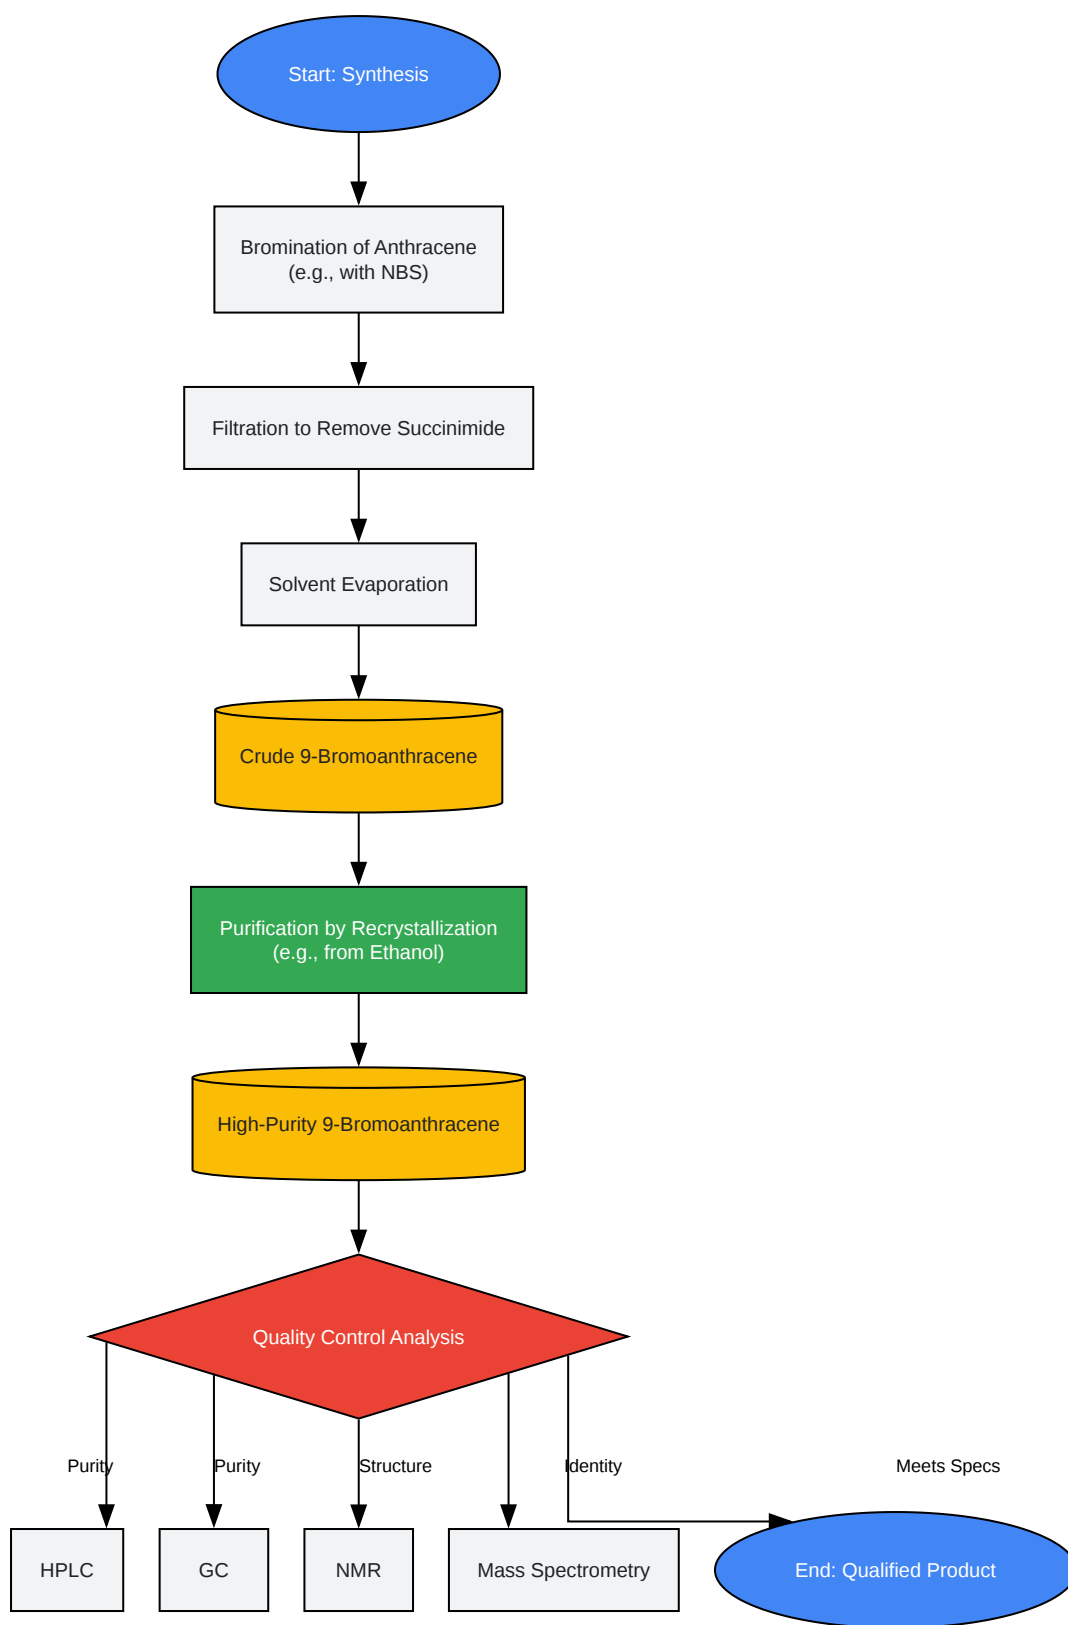 Start: Synthesis
Bromination of Anthracene
(e.g., with NBS)
Filtration to Remove Succinimide
Solvent Evaporation
Crude 9-Bromoanthracene
Purification by Recrystallization
(e.g., from Ethanol)
High-Purity 9-Bromoanthracene
Quality Control Analysis
Purity
Purity
Structure
Identity
Meets Specs
HPLC
GC
NMR
Mass Spectrometry
End: Qualified Product